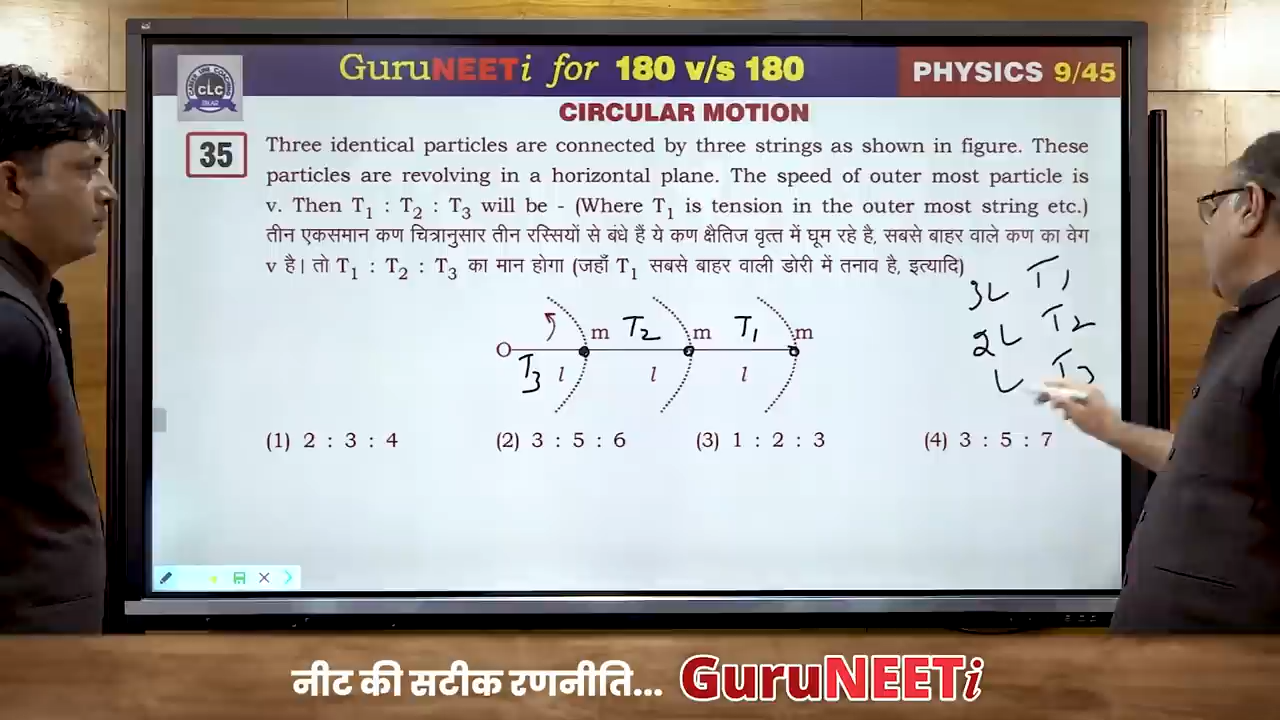 GuruNEETi for 180 v/s 180
PHYSICS 9/45
CLC
CIRCULAR MOTION
35
Three identical particles are connected by three strings as shown in figure. These
particles are revolving in a horizontal plane. The speed of outer most particle is
v. Then T1 : T2 : T3 will be - (Where T1 is tension in the outer most string etc.)
तीन एकसमान कण चित्रानुसार तीन रस्सियों से बंधे हैं ये कण क्षैतिज वृत्त में घूम रहे है, सबसे बाहर वाले कण का वेग
v है। तो T1 : T2 : T3 का मान होगा (जहाँ T1 सबसे बाहर वाली डोरी में तनाव है, इत्यादि)
3L T1
2L T2
L T3
m T2 m T1 m
O
T3 l l l
(1) 2 : 3 : 4 (2) 3 : 5 : 6 (3) 1 : 2 : 3 (4) 3 : 5 : 7
नीट की सटीक रणनीति... GuruNEETi